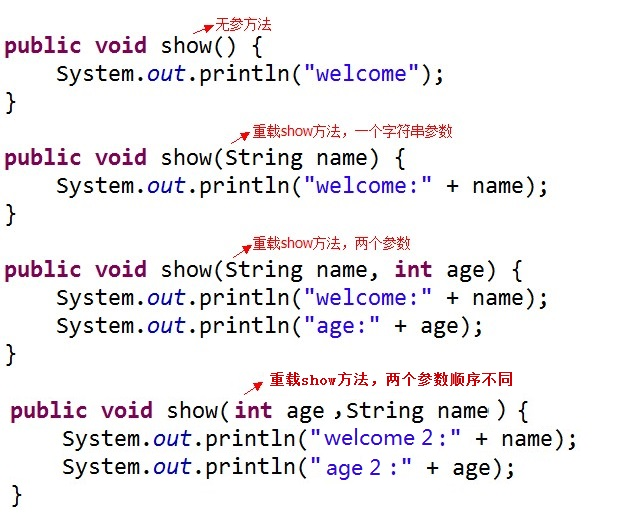 无参方法
public void show() {
System.out.println("welcome");
}
重载show方法，一个字符串参数
public void show(String name) {
System.out.println("welcome:" + name);
}
重载show方法，两个参数
public void show(String name, int age) {
System.out.println("welcome:" + name);
System.out.println("age:" + age);
}
重载show方法，两个参数顺序不同
public void show(int age ,String name ) {
System.out.println("welcome 2 :" + name);
System.out.println(" age 2 :" + age);
}